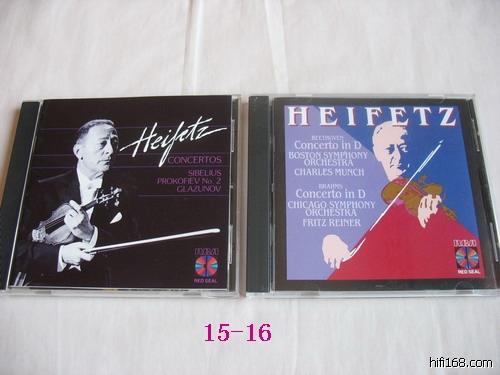 Heifetz
CONCERTOS
SIBELIUS
PROKOFIEV No. 2
GLAZUNOV
RCA
RED SEAL
HEIFETZ
BEETHOVEN
Concerto in D
BOSTON SYMPHONY
ORCHESTRA
CHARLES MUNCH
BRAHMS
Concerto in D
CHICAGO SYMPHONY
ORCHESTRA
FRITZ REINER
RCA
RED SEAL
15-16
hifi168.com